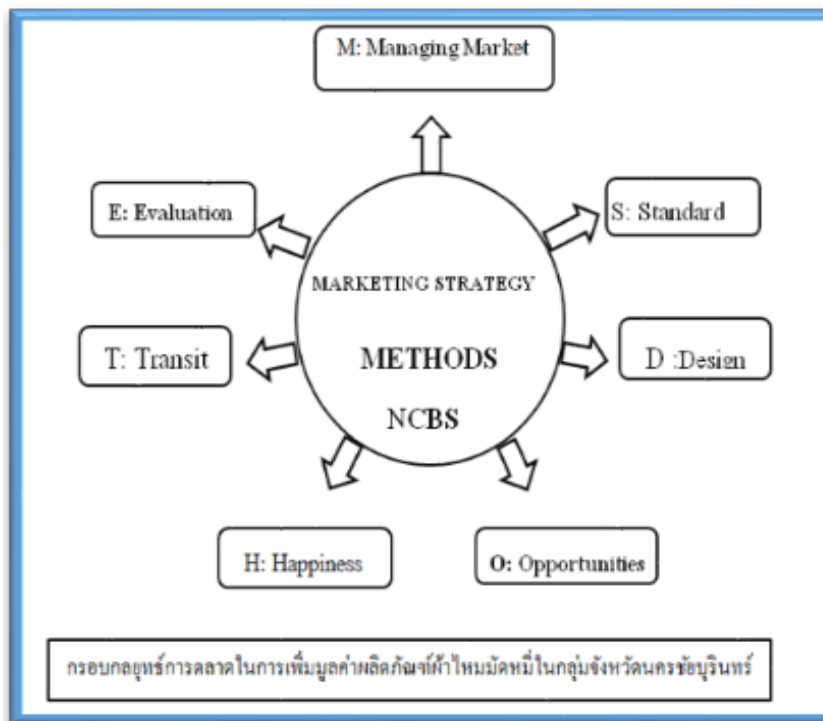 M: Managing Market
E: Evaluation
S: Standard
MARKETING STRATEGY
METHODS
NCBS
T: Transit
D :Design
H: Happiness
O: Opportunities
กรอบกลยุทธ์การตลาดในการเพิ่มมูลค่าผลิตภัณฑ์ผ้าไหมมัดหมี่ในกลุ่มจังหวัดนครชัยบุรินทร์